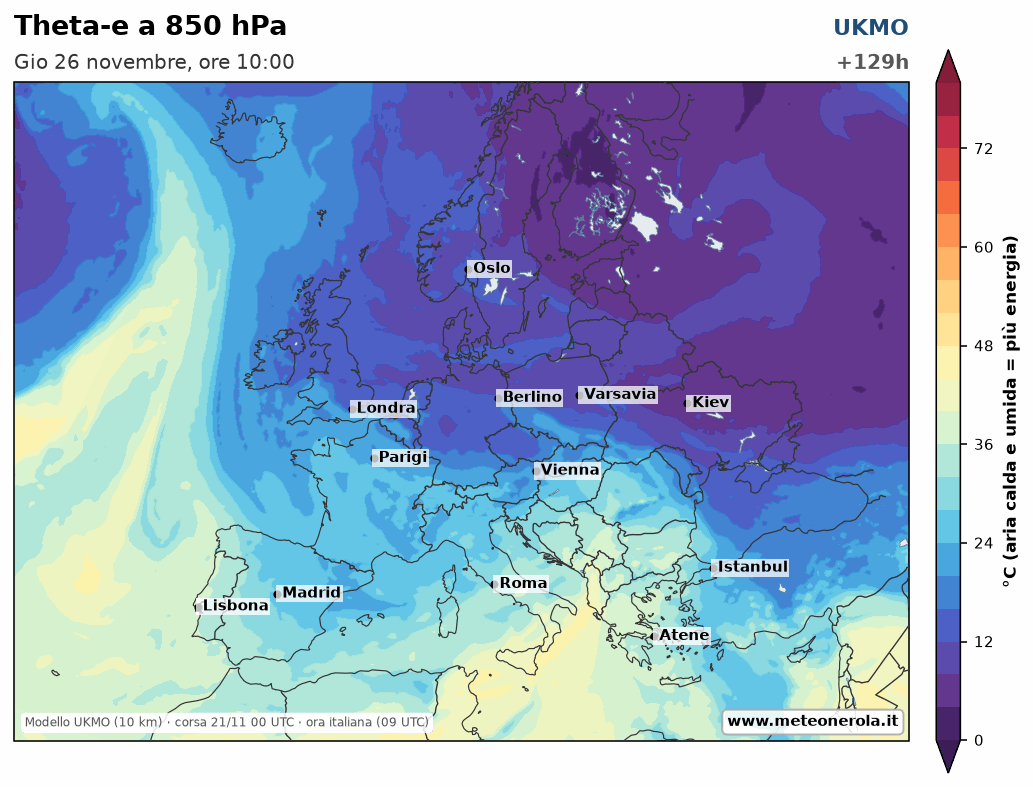 Theta-e a 850 hPa
UKMO
Gio 26 novembre, ore 10:00
+129h
72
60
48
36
24
12
0
°C (aria calda e umida = più energia)
Oslo
Londra
Berlino
Varsavia
Kiev
Parigi
Vienna
Istanbul
Roma
Madrid
Lisbona
Atene
Modello UKMO (10 km) · corsa 21/11 00 UTC · ora italiana (09 UTC)
www.meteonerola.it